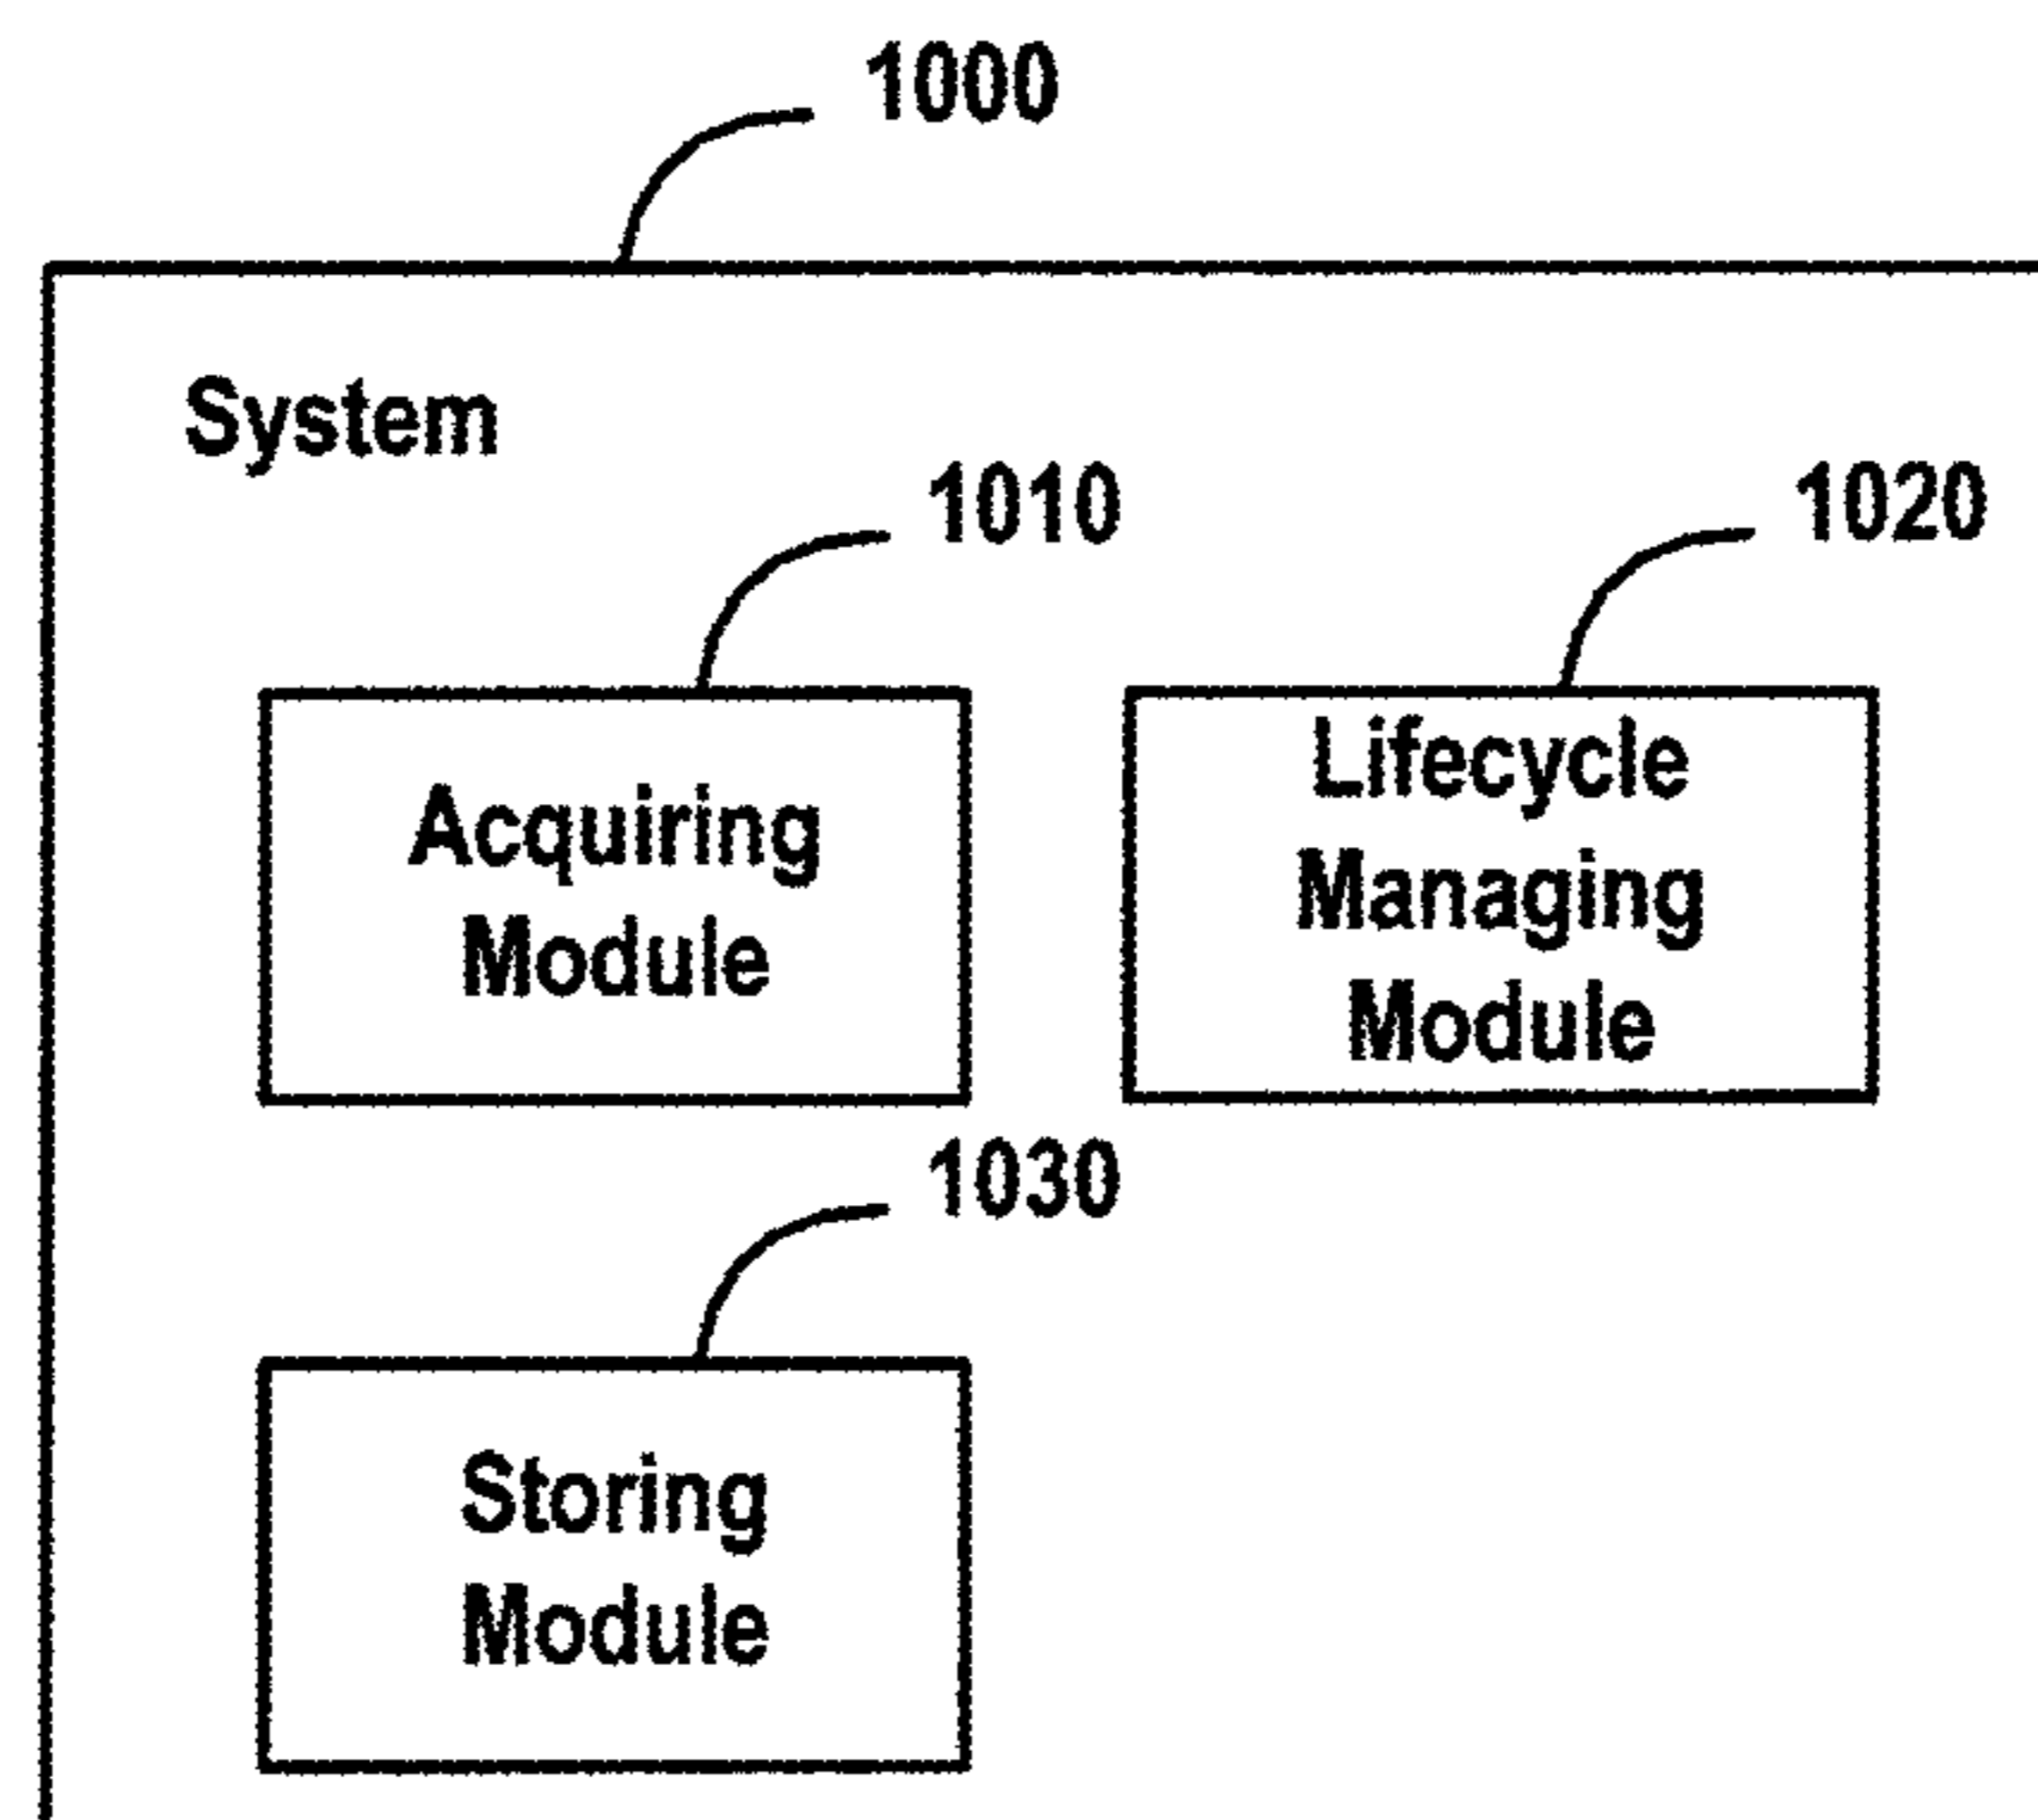 1000
System
1010
1020
Acquiring
Module
Lifecycle
Managing
Module
1030
Storing
Module